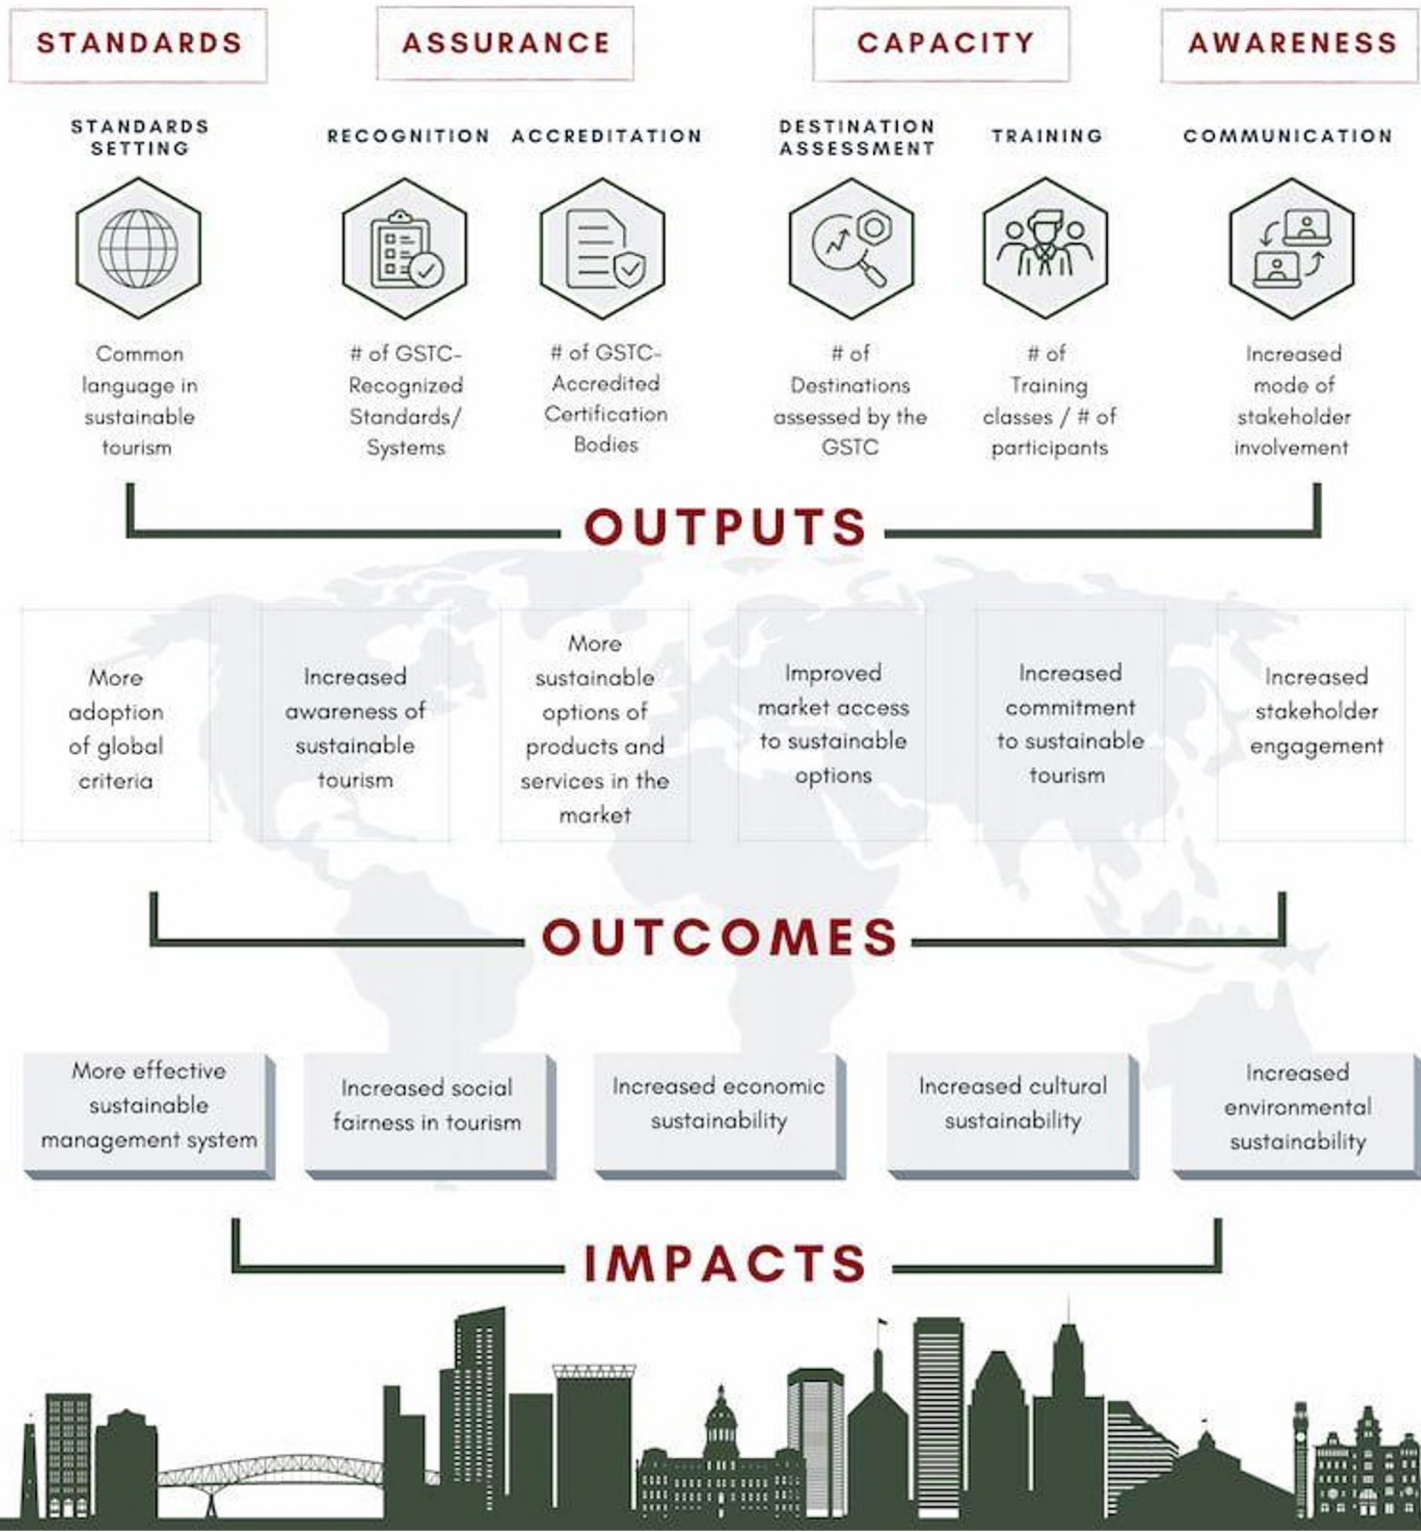 STANDARDS
ASSURANCE
CAPACITY
AWARENESS
STANDARDS
SETTING
RECOGNITION
ACCREDITATION
DESTINATION
ASSESSMENT
TRAINING
COMMUNICATION
Common
language in
sustainable
tourism
# of GSTC-
Recognized
Standards/
Systems
# of GSTC-
Accredited
Certification
Bodies
# of
Destinations
assessed by the
GSTC
# of
Training
classes / # of
participants
Increased
mode of
stakeholder
involvement
OUTPUTS
More
adoption
of global
criteria
Increased
awareness of
sustainable
tourism
More
sustainable
options of
products and
services in the
market
Improved
market access
to sustainable
options
Increased
commitment
to sustainable
tourism
Increased
stakeholder
engagement
OUTCOMES
More effective
sustainable
management system
Increased social
fairness in tourism
Increased economic
sustainability
Increased cultural
sustainability
Increased
environmental
sustainability
IMPACTS